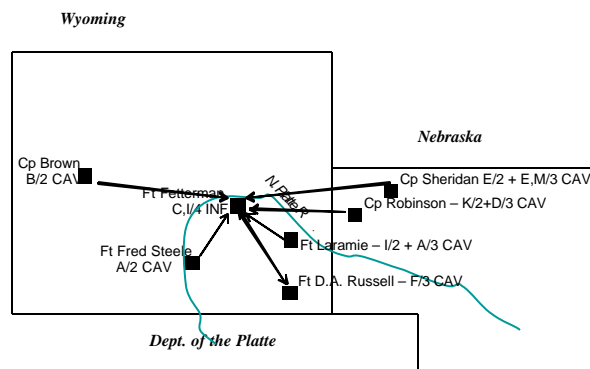 Wyoming
Nebraska
Cp Brown
B/2 CAV
Cp Sheridan E/2 + E,M/3 CAV
Ft Fetterman
C,I/4 INF
N. Platte R.
Cp Robinson – K/2+D/3 CAV
Ft Laramie – I/2 + A/3 CAV
Ft Fred Steele
A/2 CAV
Ft D.A. Russell – F/3 CAV
Dept. of the Platte